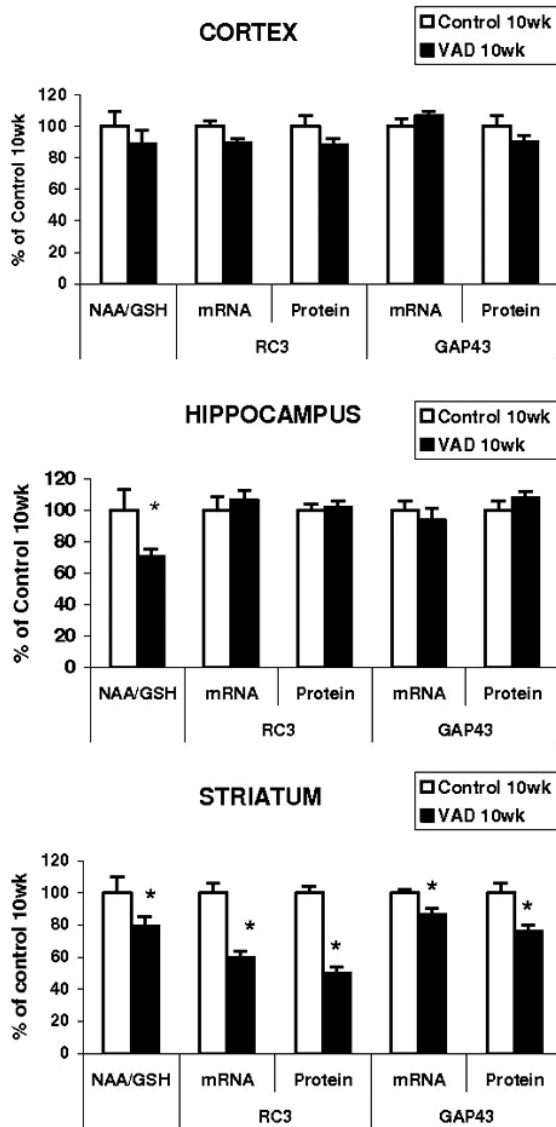 CORTEX
Control 10wk
VAD 10wk
% of Control 10wk
120
100
80
60
40
20
0
NAA/GSH mRNA Protein mRNA Protein
RC3 GAP43
HIPPOCAMPUS
Control 10wk
VAD 10wk
% of Control 10wk
120
100
80
60
40
20
0
*
NAA/GSH mRNA Protein mRNA Protein
RC3 GAP43
STRIATUM
Control 10wk
VAD 10wk
% of control 10wk
120
100
80
60
40
20
0
* * * * *
NAA/GSH mRNA Protein mRNA Protein
RC3 GAP43